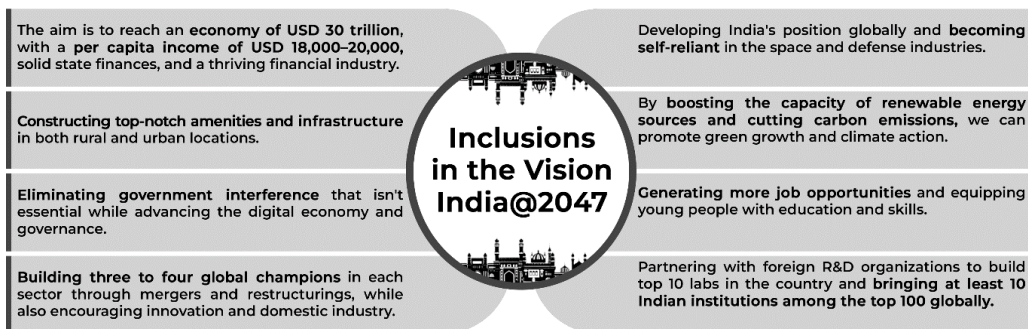 The aim is to reach an economy of USD 30 trillion,
with a per capita income of USD 18,000–20,000,
solid state finances, and a thriving financial industry.
Constructing top-notch amenities and infrastructure
in both rural and urban locations.
Eliminating government interference that isn't
essential while advancing the digital economy and
governance.
Building three to four global champions in each
sector through mergers and restructurings, while
also encouraging innovation and domestic industry.
Inclusions
in the Vision
India@2047
Developing India's position globally and becoming
self-reliant in the space and defense industries.
By boosting the capacity of renewable energy
sources and cutting carbon emissions, we can
promote green growth and climate action.
Generating more job opportunities and equipping
young people with education and skills.
Partnering with foreign R&D organizations to build
top 10 labs in the country and bringing at least 10
Indian institutions among the top 100 globally.